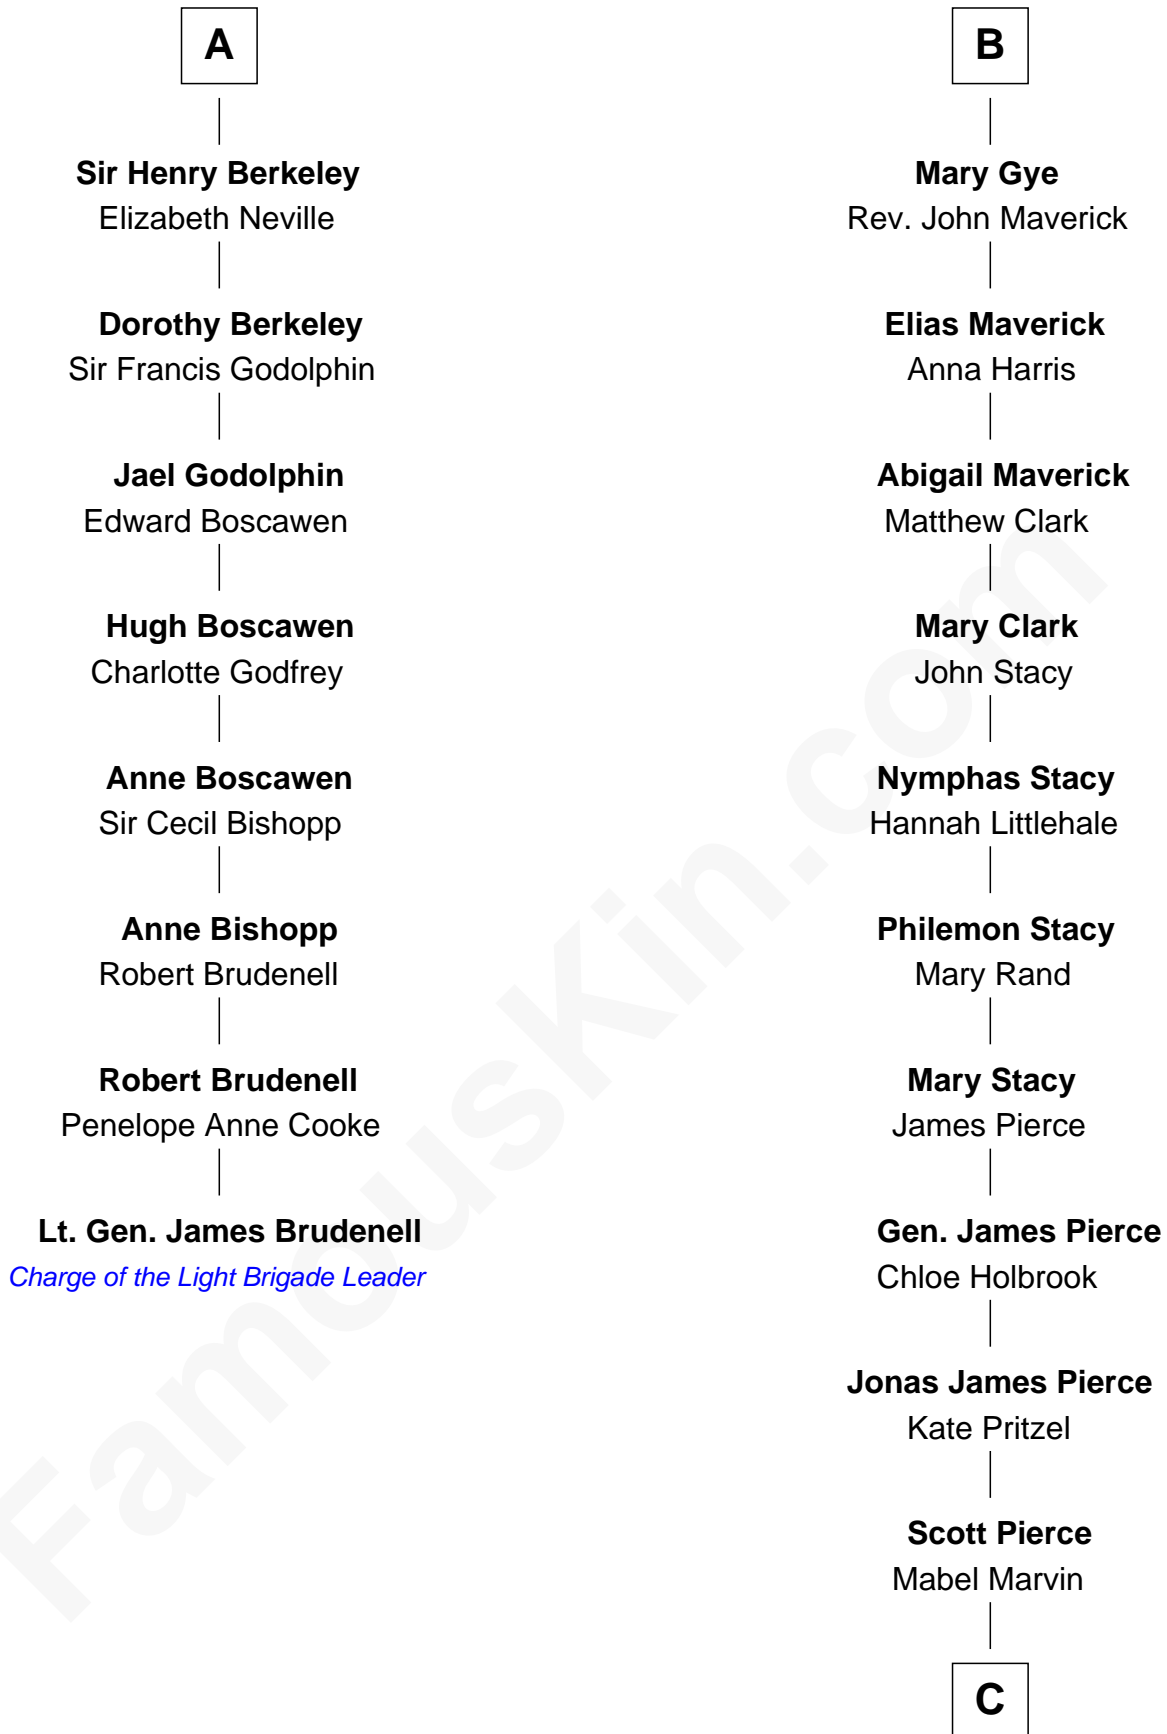 A
Sir Henry Berkeley
Elizabeth Neville
Dorothy Berkeley
Sir Francis Godolphin
Jael Godolphin
Edward Boscawen
Hugh Boscawen
Charlotte Godfrey
Anne Boscawen
Sir Cecil Bishopp
Anne Bishopp
Robert Brudenell
Robert Brudenell
Penelope Anne Cooke
Lt. Gen. James Brudenell
Charge of the Light Brigade Leader
B
Mary Gye
Rev. John Maverick
Elias Maverick
Anna Harris
Abigail Maverick
Matthew Clark
Mary Clark
John Stacy
Nymphas Stacy
Hannah Littlehale
Philemon Stacy
Mary Rand
Mary Stacy
James Pierce
Gen. James Pierce
Chloe Holbrook
Jonas James Pierce
Kate Pritzel
Scott Pierce
Mabel Marvin
C
FamousKin.com